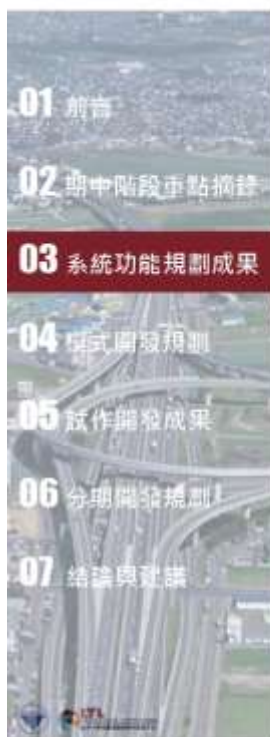 01 前言
02 期中階段重點摘錄
03 系統功能規劃成果
04 模式開發規劃
05 試作開發成果
06 分期開發規劃
07 結論與建議